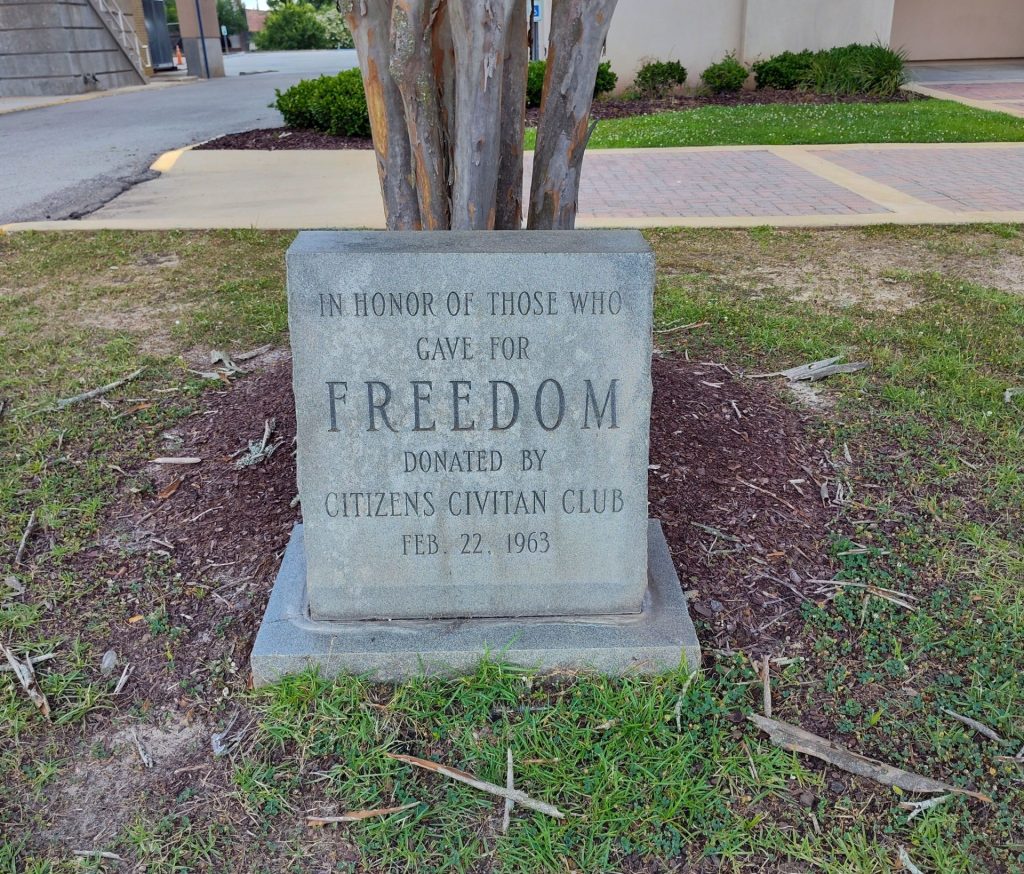 IN HONOR OF THOSE WHO
GAVE FOR
FREEDOM
DONATED BY
CITIZENS CIVITAN CLUB
FEB. 22, 1963